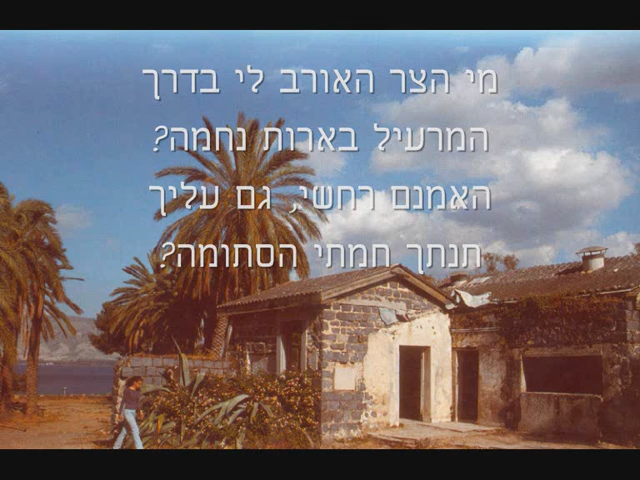 מי הצר האורב לי בדרך
המרעיל בארות נחמה?
האמנם רחשי, גם עליך
תנתך חמתי הסתומה?